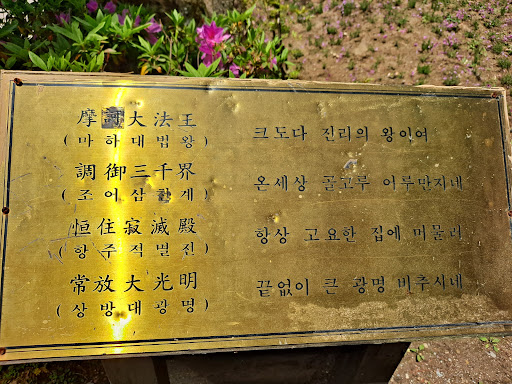 摩訶大法王
(마하대법왕)
크도다 진리의 왕이여
調御三千界
(조어삼천계)
온세상 골고루 어루만지네
恒住寂滅殿
(항주적멸전)
항상 고요한 집에 머물러
常放大光明
(상방대광명)
끝없이 큰 광명 비추시네